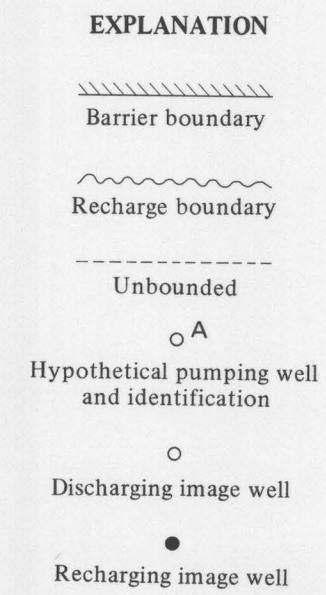 EXPLANATION
Barrier boundary
Recharge boundary
Unbounded
A
Hypothetical pumping well
and identification
Discharging image well
Recharging image well